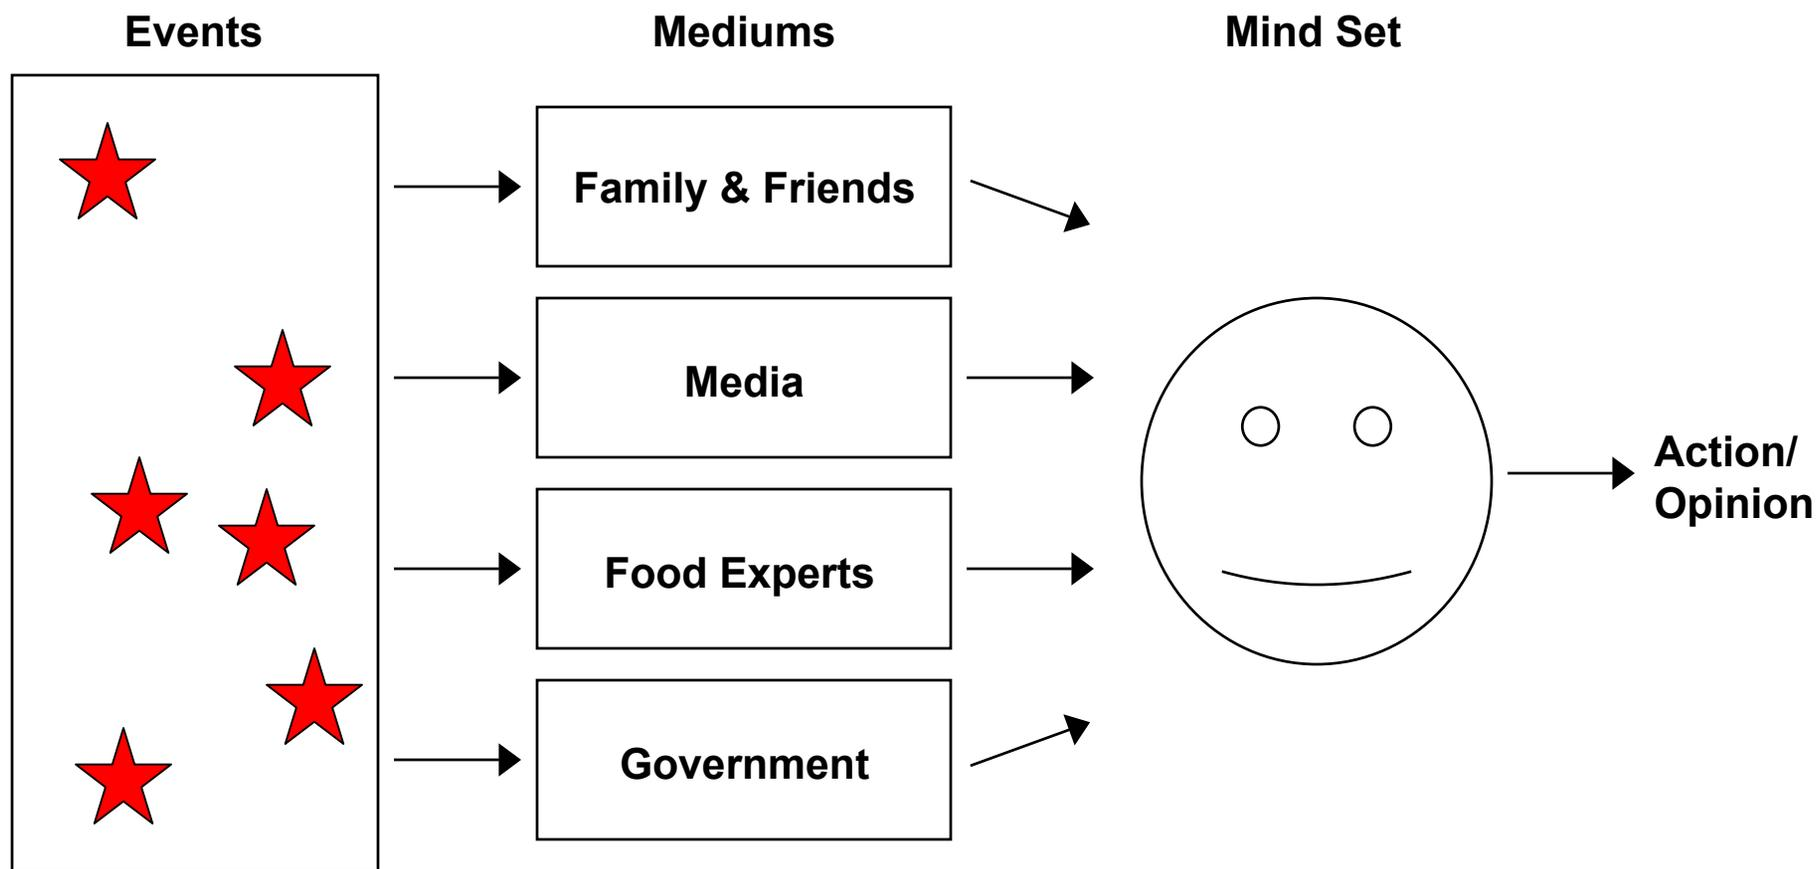 Events
Mediums
Mind Set
Family & Friends
Media
Food Experts
Government
Action/
Opinion